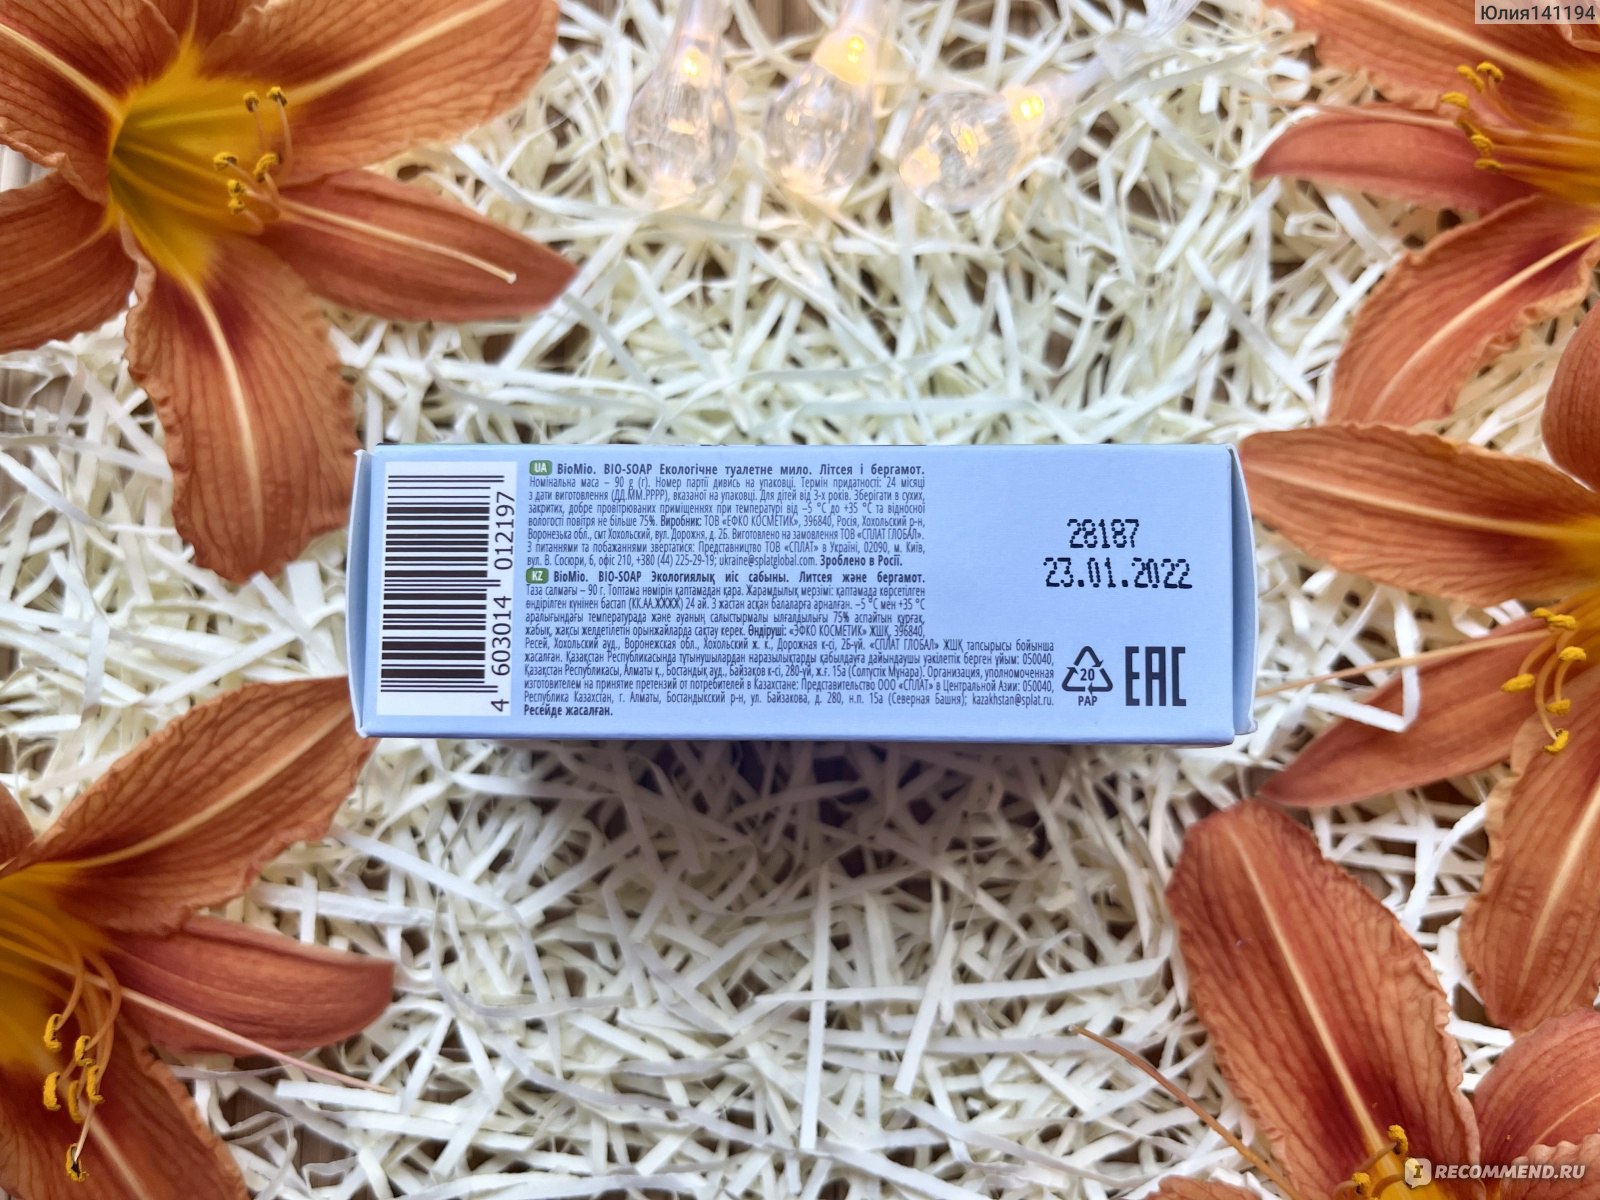 Юлия141194
UA BioMio. BIO-SOAP Екологічне туалетне мило. Літсея і бергамот.
Номінальна маса – 90 g (г). Номер партії дивись на упаковці. Термін придатності: 24 місяці
з дати виготовлення (ДД.ММ.РРРР), вказаної на упаковці. Для дітей від 3-х років. Зберігати в сухих,
закритих, добре провітрюваних приміщеннях при температурі від –5 °C до +35 °C та відносної
вологості повітря не більше 75%. Виробник: ТОВ «ЕФКО КОСМЕТІК», 396840, Росія, Хохольский р-н,
Воронезька обл., смт Хохольский, вул. Дорожня, д. 2Б. Виготовлено на замовлення ТОВ «СПЛАТ ГЛОБАЛ».
З питаннями та побажаннями звертатися: Представництво ТОВ «СПЛАТ» в Україні, 02090, м. Київ,
вул. В. Сосюри, 6, офіс 210, +380 (44) 225-29-19; ukraine@splatglobal.com. Зроблено в Росії.
KZ BioMio. BIO-SOAP Экологиялық иіс сабыны. Литсея және бергамот.
Таза салмағы – 90 г, Топтама нөмірін қаптамадан қара. Жарамдылық мерзімі: қаптамада көрсетілген
өндірілген күнінен бастап (КК.АА.ЖЖЖЖ) 24 ай. 3 жастан асқан балаларға арналған. –5 °C мен +35 °C
аралығындағы температурада және ауаның салыстырмалы ылғалдылығы 75% аспайтын құрғақ,
жабық, жақсы желдетілетін орынжайларда сақтау керек. Өндіруші: «ЭФКО КОСМЕТИК» ЖШҚ, 396840,
Ресей, Хохольский ауд., Воронежская обл., Хохольский ж. к., Дорожная к-сі, 2Б-үй. «СПЛАТ ГЛОБАЛ» ЖШҚ тапсырысы бойынша
жасалған. Қазақстан Республикасында тұтынушылардан наразылықтарды қабылдауға дайындаушы уәкілеттік берген ұйым: 050040,
Қазақстан Республикасы, Алматы қ., Бостандық ауд., Байзақов к-сі, 280-үй, ж.ғ. 15а (Солтүстік Мұнара). Организация, уполномоченная
изготовителем на принятие претензий от потребителей в Казахстане: Представительство ООО «СПЛАТ» в Центральной Азии: 050040,
Республика Казахстан, г. Алматы, Бостандыкский р-н, ул. Байзакова, д. 280, н.п. 15а (Северная Башня); kazakhstan@splat.ru.
Ресейде жасалған.
4 603014 012197
28187
23.01.2022
20
PAP
EAC
I RECOMMEND.RU